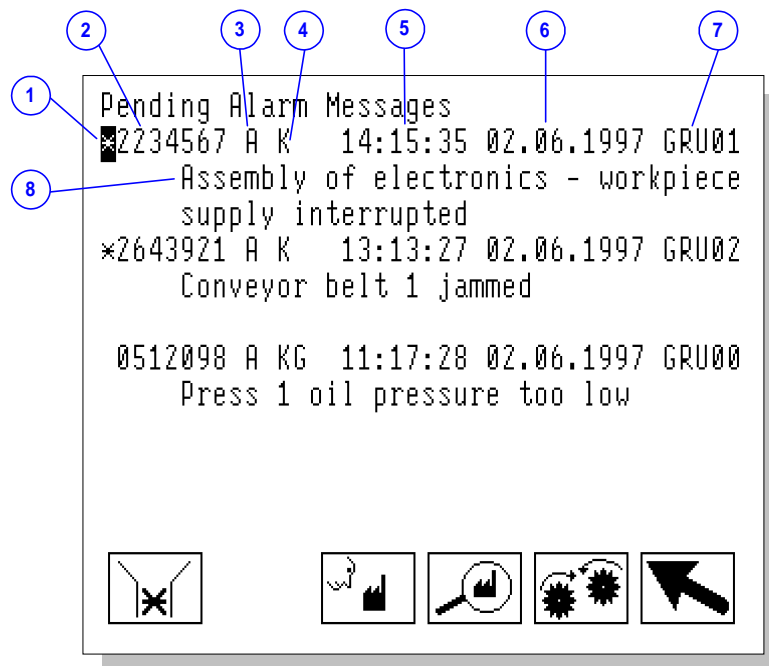 2 3 4 5 6 7
1
Pending Alarm Messages
*2234567 A K 14:15:35 02.06.1997 GRU01
8
Assembly of electronics - workpiece
supply interrupted
*2643921 A K 13:13:27 02.06.1997 GRU02
Conveyor belt 1 jammed
0512098 A KG 11:17:28 02.06.1997 GRU00
Press 1 oil pressure too low